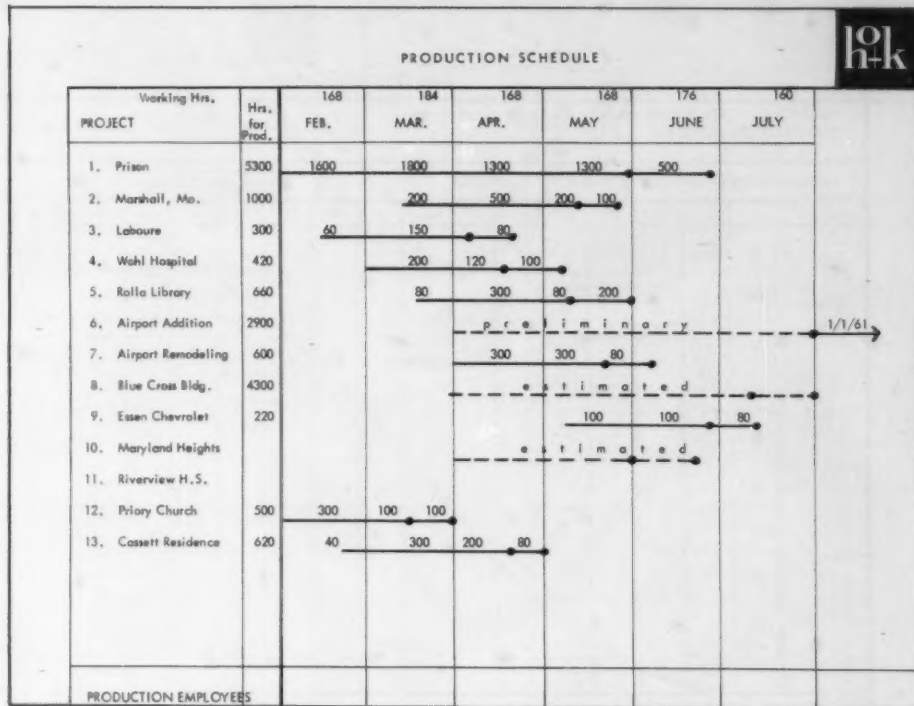 PRODUCTION SCHEDULE
ho+k
Working Hrs. 168 184 168 168 176 160
PROJECT Hrs. for Prod. FEB. MAR. APR. MAY JUNE JULY
1. Prison 5300 1600 1800 1300 1300 500
2. Marshall, Mo. 1000 200 500 200 100
3. Laboure 300 60 150 80
4. Wohl Hospital 420 200 120 100
5. Rolla Library 660 80 300 80 200
6. Airport Addition 2900 preliminary 1/1/61
7. Airport Remodeling 600 300 300 80
8. Blue Cross Bldg. 4300 estimated
9. Essen Chevrolet 220 100 100 80
10. Maryland Heights estimated
11. Riverview H.S.
12. Priory Church 500 300 100 100
13. Cassett Residence 620 40 300 200 80
PRODUCTION EMPLOYEES